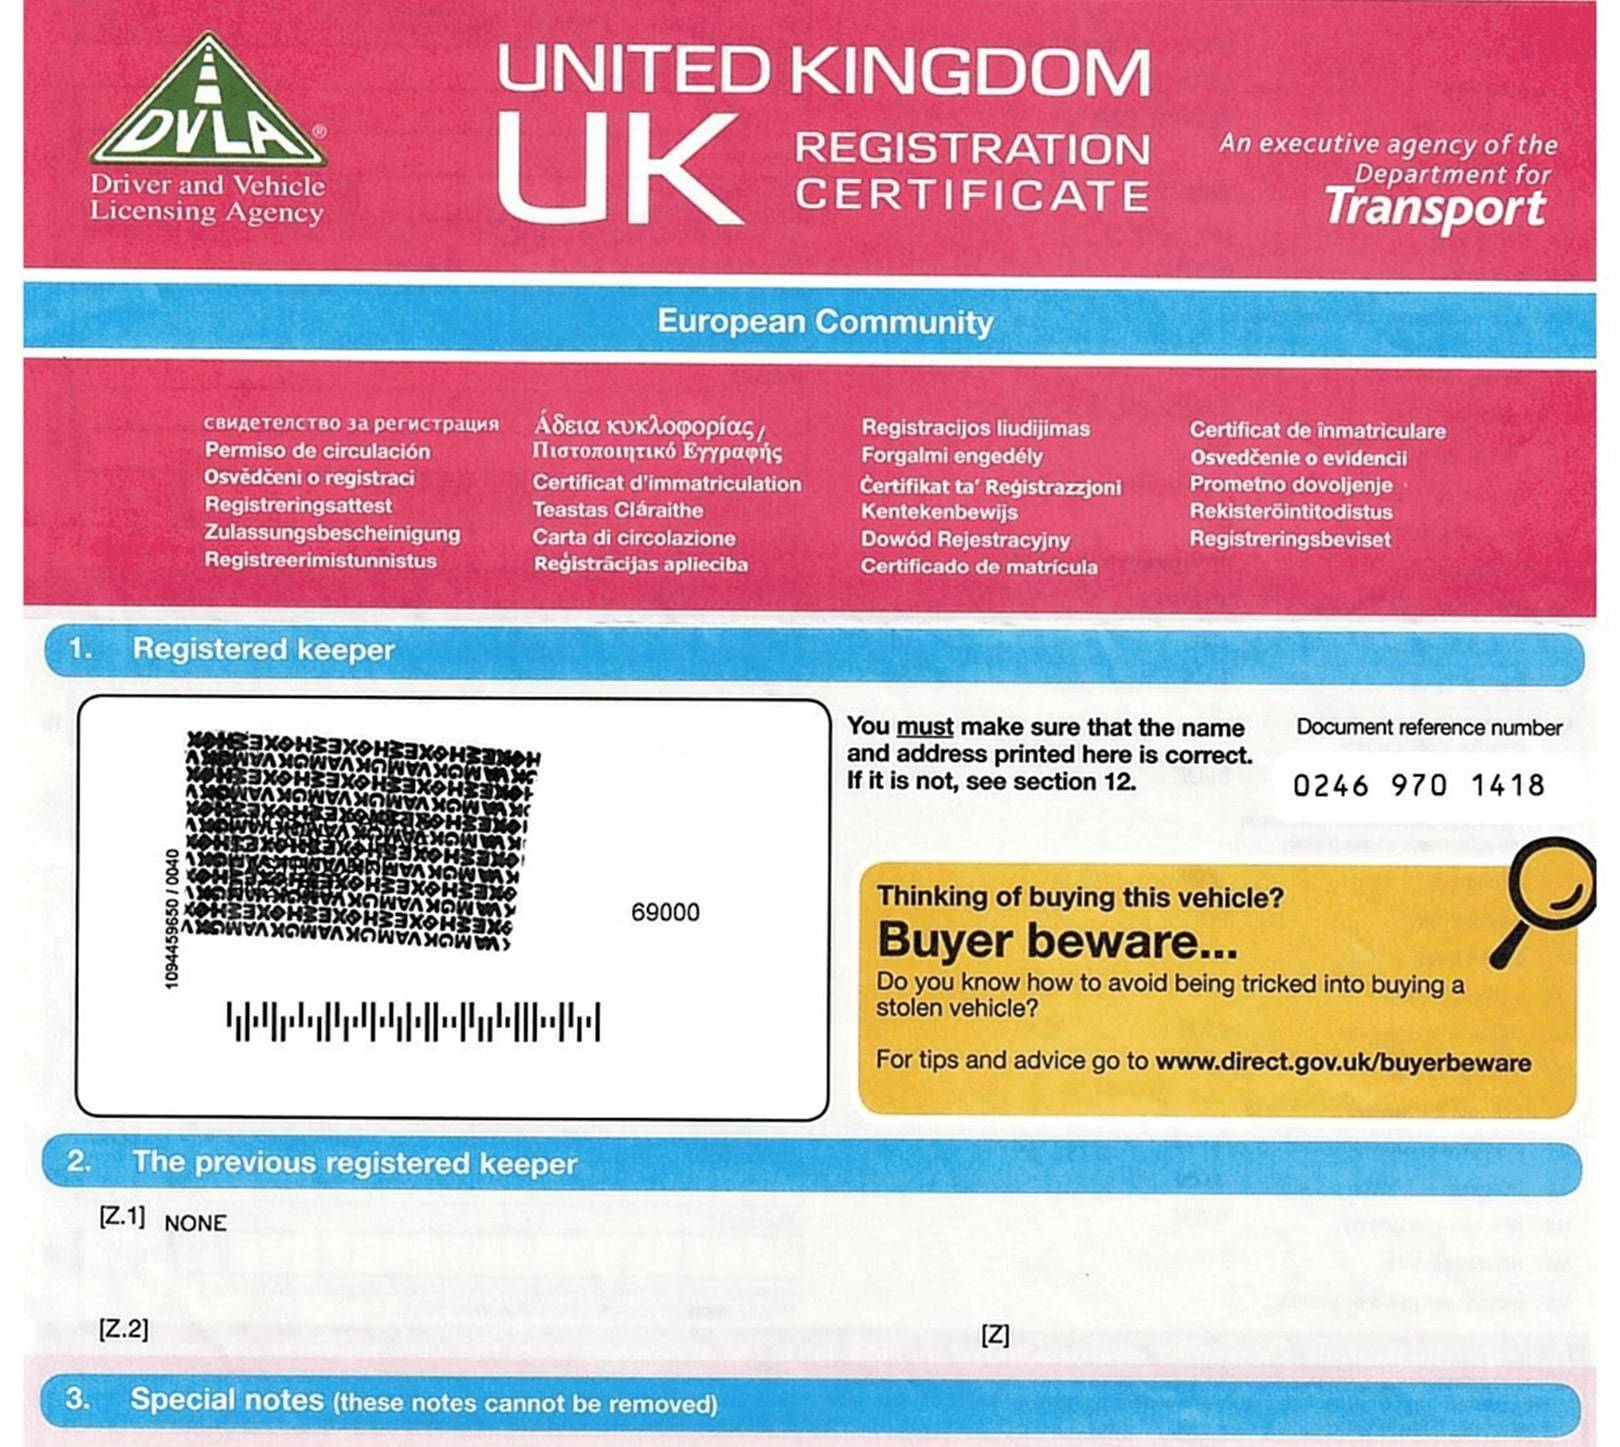 DVLA®
Driver and Vehicle
Licensing Agency
UNITED KINGDOM
UK
REGISTRATION
CERTIFICATE
An executive agency of the
Department for
Transport
European Community
свидетелство за регистрация
Permiso de circulación
Osvědčení o registraci
Registreringsattest
Zulassungsbescheinigung
Registreerimistunnistus
Άδεια κυκλοφορίας /
Πιστοποιητικό Εγγραφής
Certificat d'immatriculation
Teastas Cláraithe
Carta di circolazione
Reģistrācijas apliecība
Registracijos liudijimas
Forgalmi engedély
Ċertifikat ta' Reġistrazzjoni
Kentekenbewijs
Dowód Rejestracyjny
Certificado de matrícula
Certificat de înmatriculare
Osvedčenie o evidencii
Prometno dovoljenje
Rekisteröintitodistus
Registreringsbeviset
1. Registered keeper
1094459650 / 0040
69000
You must make sure that the name
and address printed here is correct.
If it is not, see section 12.
Document reference number
0246 970 1418
Thinking of buying this vehicle?
Buyer beware...
Do you know how to avoid being tricked into buying a
stolen vehicle?
For tips and advice go to www.direct.gov.uk/buyerbeware
2. The previous registered keeper
[Z.1] NONE
[Z.2]
[Z]
3. Special notes (these notes cannot be removed)